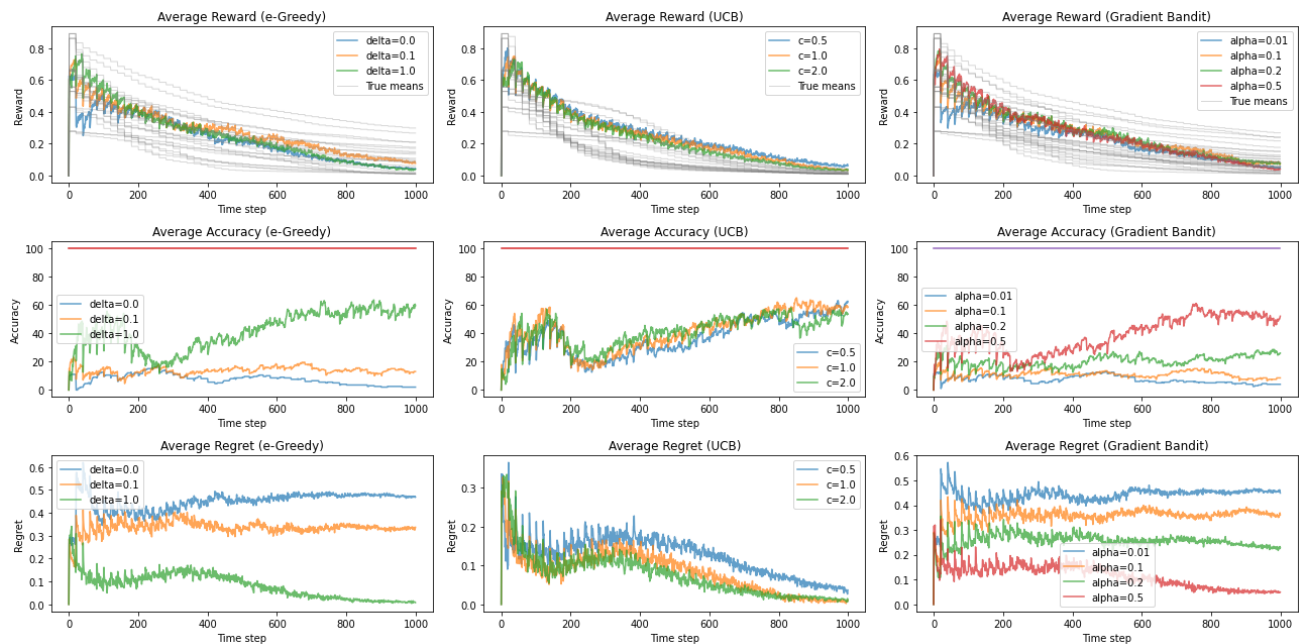 Average Reward (e-Greedy)
Reward
0.8
0.6
0.4
0.2
0.0
delta=0.0
delta=0.1
delta=1.0
True means
0 200 400 600 800 1000
Time step
Average Reward (UCB)
Reward
0.8
0.6
0.4
0.2
0.0
c=0.5
c=1.0
c=2.0
True means
0 200 400 600 800 1000
Time step
Average Reward (Gradient Bandit)
Reward
0.8
0.6
0.4
0.2
0.0
alpha=0.01
alpha=0.1
alpha=0.2
alpha=0.5
True means
0 200 400 600 800 1000
Time step
Average Accuracy (e-Greedy)
Accuracy
100
80
60
40
20
0
delta=0.0
delta=0.1
delta=1.0
0 200 400 600 800 1000
Time step
Average Accuracy (UCB)
Accuracy
100
80
60
40
20
0
c=0.5
c=1.0
c=2.0
0 200 400 600 800 1000
Time step
Average Accuracy (Gradient Bandit)
Accuracy
100
80
60
40
20
0
alpha=0.01
alpha=0.1
alpha=0.2
alpha=0.5
0 200 400 600 800 1000
Time step
Average Regret (e-Greedy)
Regret
0.6
0.5
0.4
0.3
0.2
0.1
0.0
delta=0.0
delta=0.1
delta=1.0
0 200 400 600 800 1000
Time step
Average Regret (UCB)
Regret
0.3
0.2
0.1
0.0
c=0.5
c=1.0
c=2.0
0 200 400 600 800 1000
Time step
Average Regret (Gradient Bandit)
Regret
0.6
0.5
0.4
0.3
0.2
0.1
0.0
alpha=0.01
alpha=0.1
alpha=0.2
alpha=0.5
0 200 400 600 800 1000
Time step